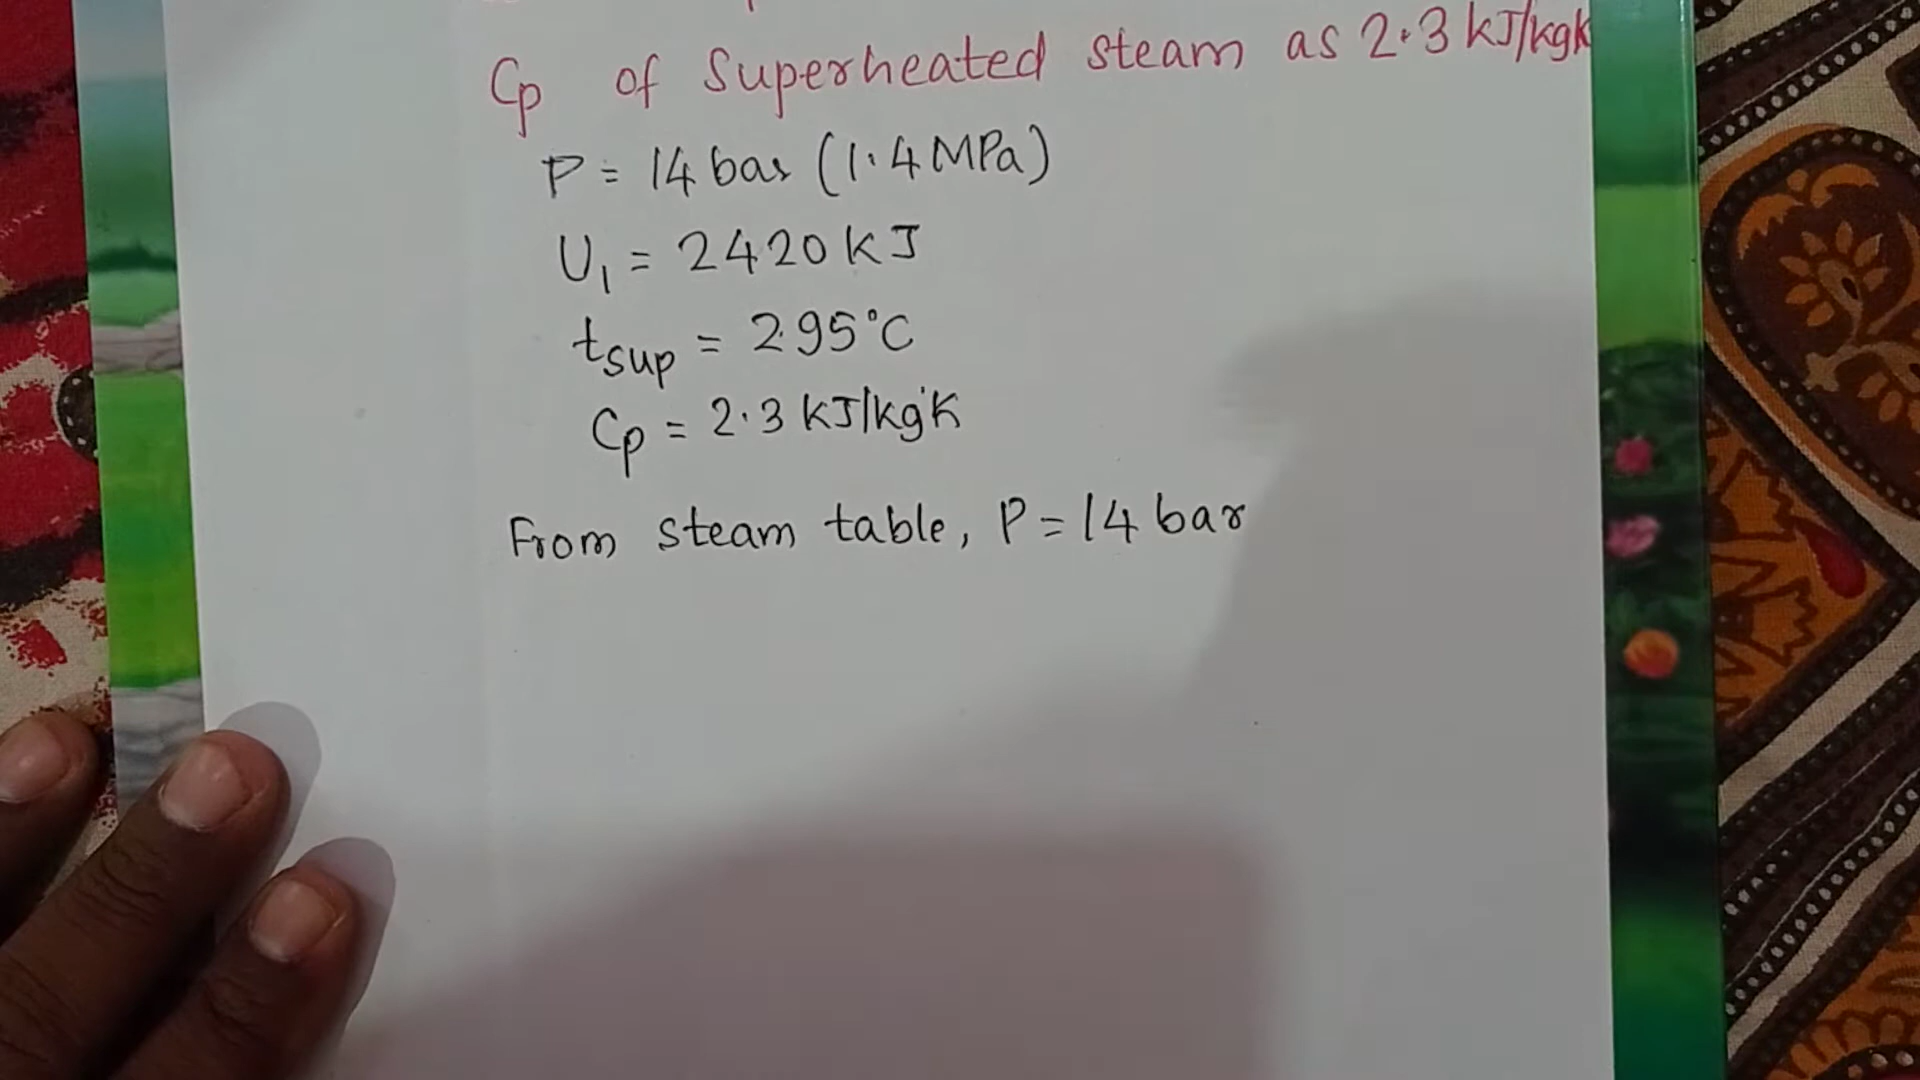 Cp of Superheated steam as 2.3 kJ/kgK
P = 14 bar (1.4 MPa)
U₁ = 2420 kJ
tsup = 295°C
Cp = 2.3 kJ/kgK
From steam table, P = 14 bar